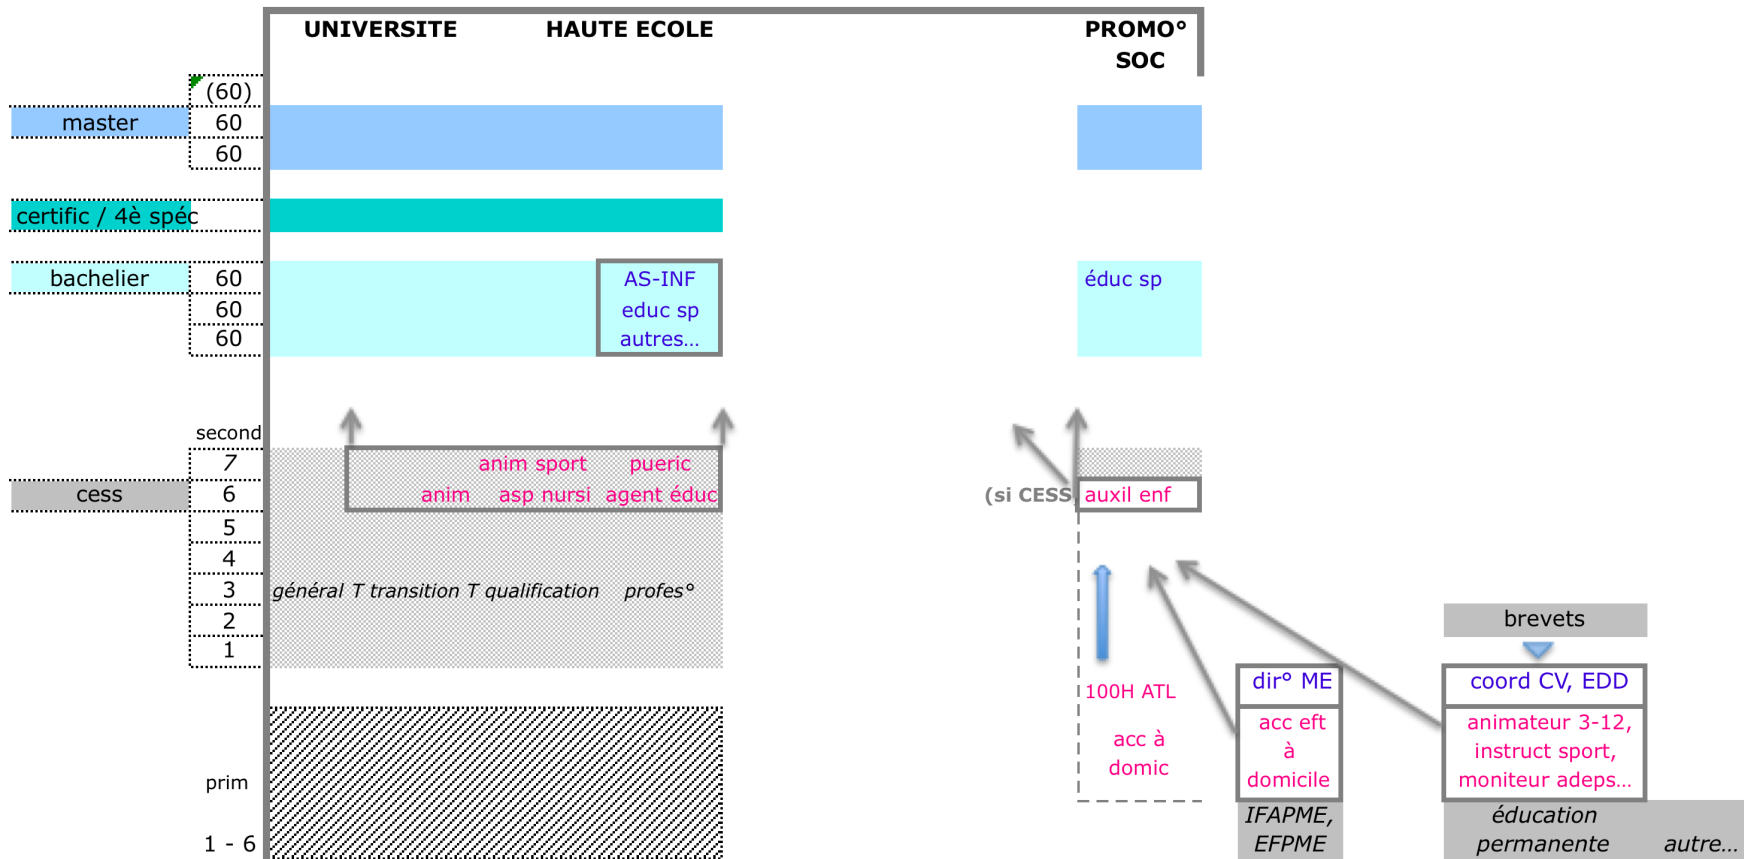 UNIVERSITE HAUTE ECOLE PROMO°
SOC
(60)
master 60
60
certific / 4è spéc
bachelier 60 AS-INF éduc sp
60 educ sp
60 autres...
second
7 anim sport pueric
cess 6 anim asp nursi agent éduc (si CESS auxil enf
5
4
3 général T transition T qualification profes°
2 brevets
1
100H ATL dir° ME coord CV, EDD
acc à
domic
acc eft
à
domicile
animateur 3-12,
instruct sport,
moniteur adeps...
prim
IFAPME,
EFPME
éducation
permanente autre...
1 - 6